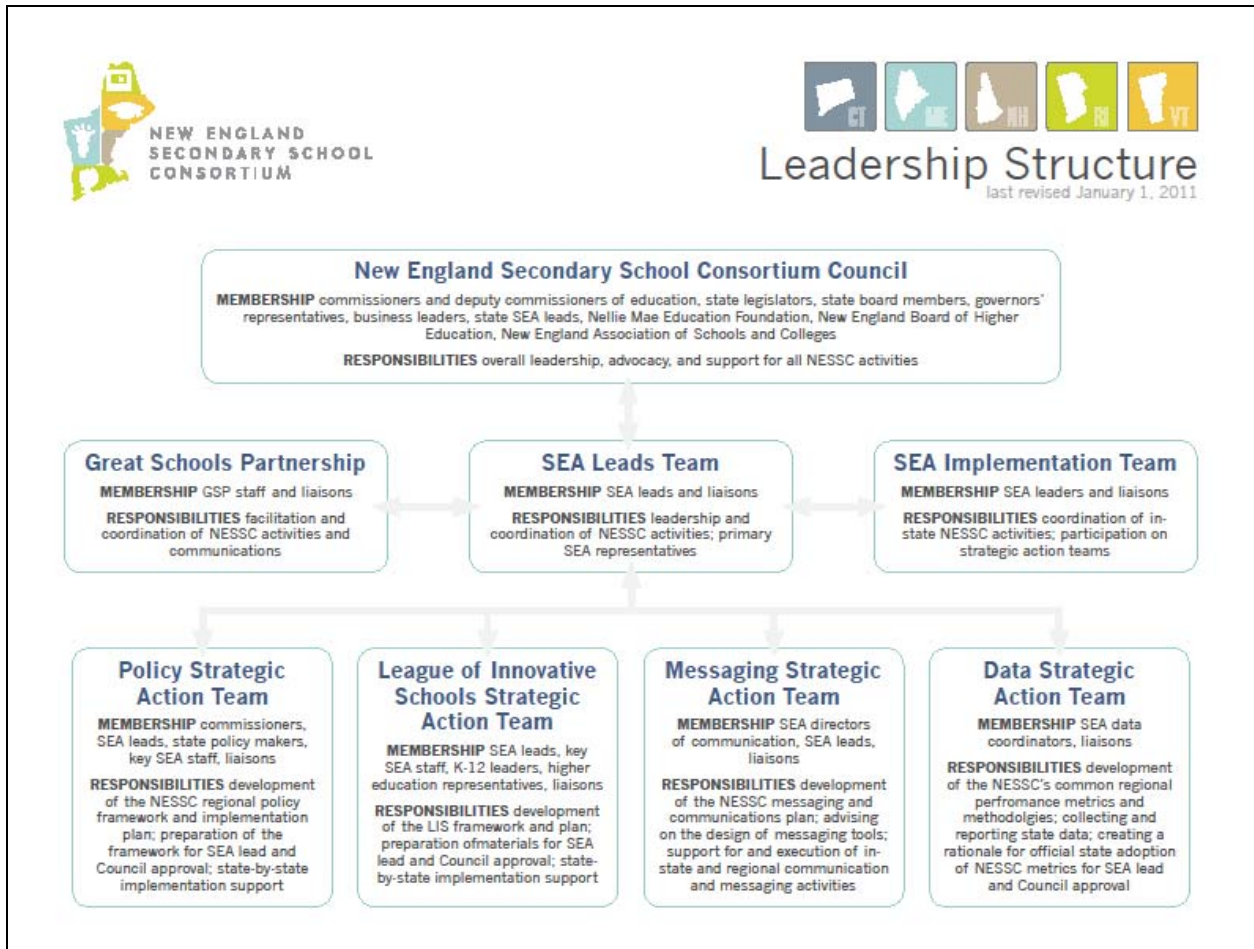 NEW ENGLAND
SECONDARY SCHOOL
CONSORTIUM
CT
ME
NH
RI
VT
Leadership Structure
last revised January 1, 2011
New England Secondary School Consortium Council
MEMBERSHIP commissioners and deputy commissioners of education, state legislators, state board members, governors'
representatives, business leaders, state SEA leads, Nellie Mae Education Foundation, New England Board of Higher
Education, New England Association of Schools and Colleges
RESPONSIBILITIES overall leadership, advocacy, and support for all NESSC activities
Great Schools Partnership
MEMBERSHIP GSP staff and liaisons
RESPONSIBILITIES facilitation and
coordination of NESSC activities and
communications
SEA Leads Team
MEMBERSHIP SEA leads and liaisons
RESPONSIBILITIES leadership and
coordination of NESSC activities; primary
SEA representatives
SEA Implementation Team
MEMBERSHIP SEA leaders and liaisons
RESPONSIBILITIES coordination of in-
state NESSC activities; participation on
strategic action teams
Policy Strategic
Action Team
MEMBERSHIP commissioners,
SEA leads, state policy makers,
key SEA staff, liaisons
RESPONSIBILITIES development
of the NESSC regional policy
framework and implementation
plan; preparation of the
framework for SEA lead and
Council approval; state-by-state
implementation support
League of Innovative
Schools Strategic
Action Team
MEMBERSHIP SEA leads, key
SEA staff, K-12 leaders, higher
education representatives, liaisons
RESPONSIBILITIES development
of the LIS framework and plan;
preparation ofmaterials for SEA
lead and Council approval; state-
by-state implementation support
Messaging Strategic
Action Team
MEMBERSHIP SEA directors
of communication, SEA leads,
liaisons
RESPONSIBILITIES development
of the NESSC messaging and
communications plan; advising
on the design of messaging tools;
support for and execution of in-
state and regional communication
and messaging activities
Data Strategic
Action Team
MEMBERSHIP SEA data
coordinators, liaisons
RESPONSIBILITIES development
of the NESSC's common regional
perfromance metrics and
methodolgies; collecting and
reporting state data; creating a
rationale for official state adoption
of NESSC metrics for SEA lead
and Council approval